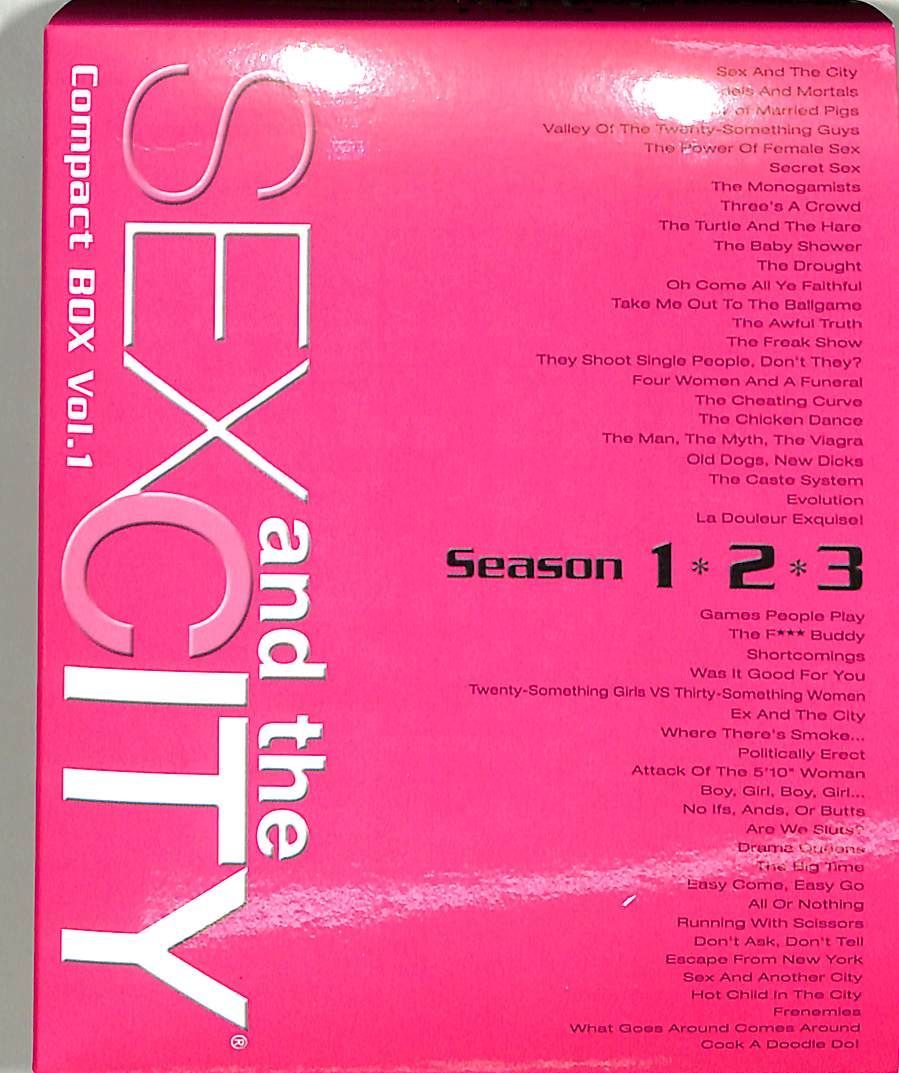 SEX and the CITY®
Compact BOX Vol.1
Sex And The City
And Mortals
of Married Pigs
Valley Of The Twenty-Something Guys
The Power Of Female Sex
Secret Sex
The Monogamists
Three's A Crowd
The Turtle And The Hare
The Baby Shower
The Drought
Oh Come All Ye Faithful
Take Me Out To The Ballgame
The Awful Truth
The Freak Show
They Shoot Single People, Don't They?
Four Women And A Funeral
The Cheating Curve
The Chicken Dance
The Man, The Myth, The Viagra
Old Dogs, New Dicks
The Caste System
Evolution
La Douleur Exquise!
Season 1*2*3
Games People Play
The F*** Buddy
Shortcomings
Was It Good For You
Twenty-Something Girls VS Thirty-Something Women
Ex And The City
Where There's Smoke...
Politically Erect
Attack Of The 5'10" Woman
Boy, Girl, Boy, Girl...
No Ifs, Ands, Or Butts
Are We Sluts?
Drama Queens
The Big Time
Easy Come, Easy Go
All Or Nothing
Running With Scissors
Don't Ask, Don't Tell
Escape From New York
Sex And Another City
Hot Child In The City
Frenemies
What Goes Around Comes Around
Cock A Doodle Do!